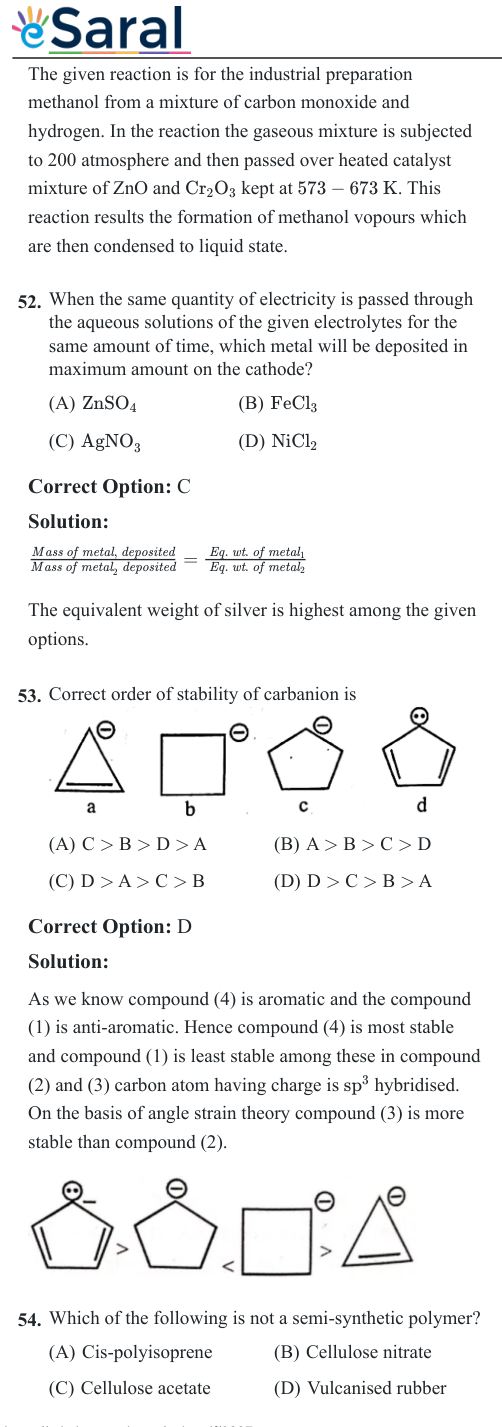 eSaral
The given reaction is for the industrial preparation
methanol from a mixture of carbon monoxide and
hydrogen. In the reaction the gaseous mixture is subjected
to 200 atmosphere and then passed over heated catalyst
mixture of ZnO and Cr₂O₃ kept at 573 − 673 K. This
reaction results the formation of methanol vopours which
are then condensed to liquid state.
52. When the same quantity of electricity is passed through
the aqueous solutions of the given electrolytes for the
same amount of time, which metal will be deposited in
maximum amount on the cathode?
(A) ZnSO₄ (B) FeCl₃
(C) AgNO₃ (D) NiCl₂
Correct Option: C
Solution:
Mass of metal, deposited / Mass of metal₂ deposited = Eq. wt. of metal₁ / Eq. wt. of metal₂
The equivalent weight of silver is highest among the given
options.
53. Correct order of stability of carbanion is
a b c d
(A) C > B > D > A (B) A > B > C > D
(C) D > A > C > B (D) D > C > B > A
Correct Option: D
Solution:
As we know compound (4) is aromatic and the compound
(1) is anti-aromatic. Hence compound (4) is most stable
and compound (1) is least stable among these in compound
(2) and (3) carbon atom having charge is sp³ hybridised.
On the basis of angle strain theory compound (3) is more
stable than compound (2).
> < >
54. Which of the following is not a semi-synthetic polymer?
(A) Cis-polyisoprene (B) Cellulose nitrate
(C) Cellulose acetate (D) Vulcanised rubber